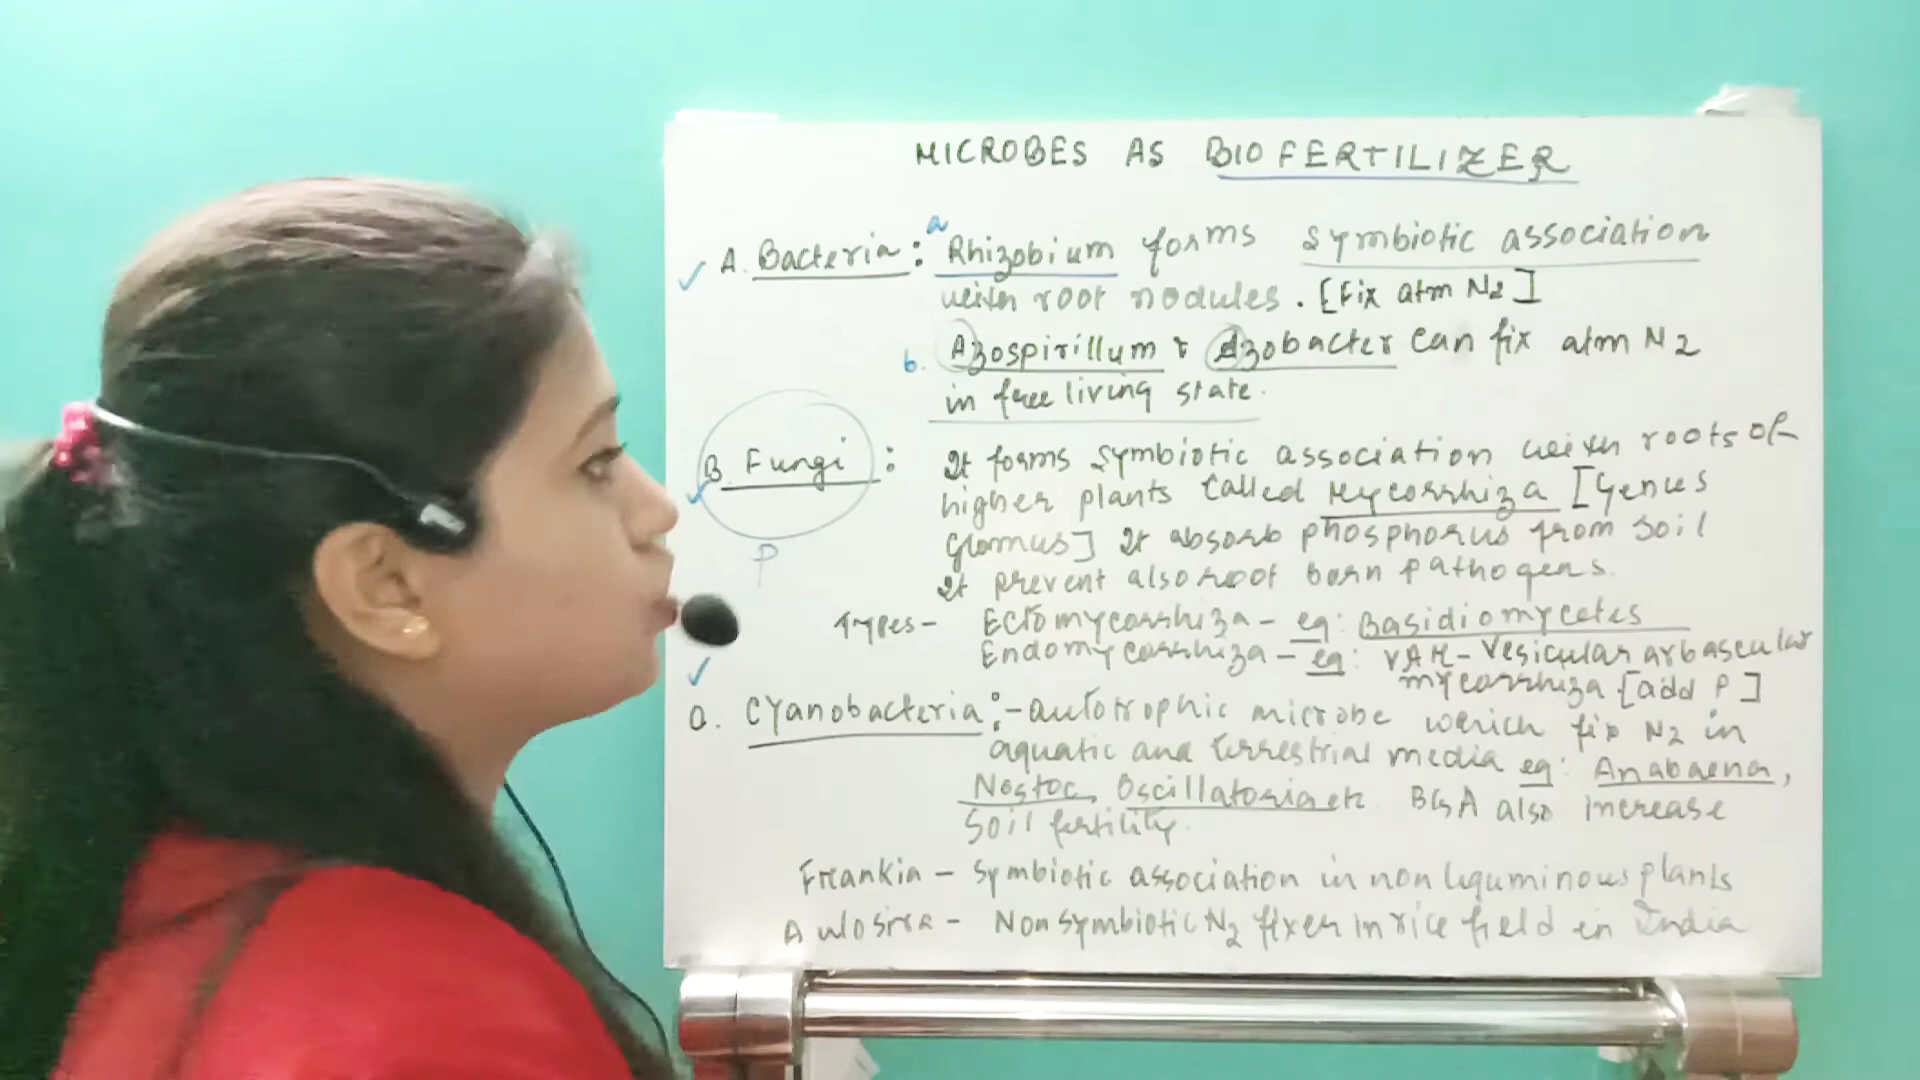 MICROBES AS BIOFERTILIZER
A. Bacteria : a Rhizobium forms symbiotic association
with root nodules. [Fix atm N2]
b. Azospirillum & Azobacter can fix atm N2
in free living state.
B. Fungi : It forms symbiotic association with roots of
higher plants called Mycorrhiza [Genus
Glomus] It absorb phosphorus from soil
P
It prevent also root born pathogens.
Types - Ectomycorrhiza - eg: Basidiomycetes
Endomycorrhiza - eg: VAM - Vesicular arbascular
mycorrhiza [add P]
Cyanobacteria :- autotrophic microbe which fix N2 in
aquatic and terrestrial media eg: Anabaena,
Nostoc, Oscillatoria etc BGA also increase
soil fertility.
Frankia - Symbiotic association in non liguminous plants
Aulosira - Non symbiotic N2 fixer in rice field in India